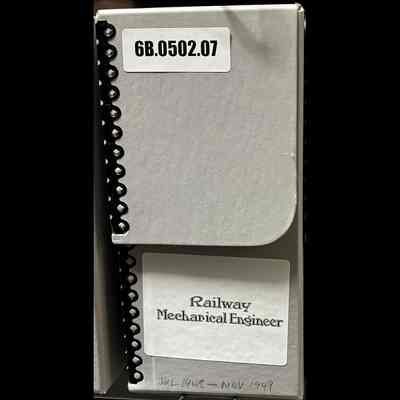 6B.0502.07
Railway
Mechanical Engineer
JUL 1948 — NOV 1949